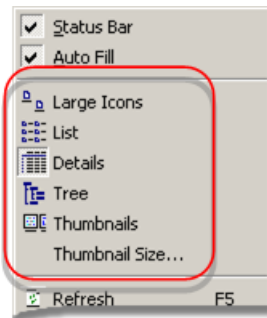 Status Bar
Auto Fill
Large Icons
List
Details
Tree
Thumbnails
Thumbnail Size...
Refresh F5